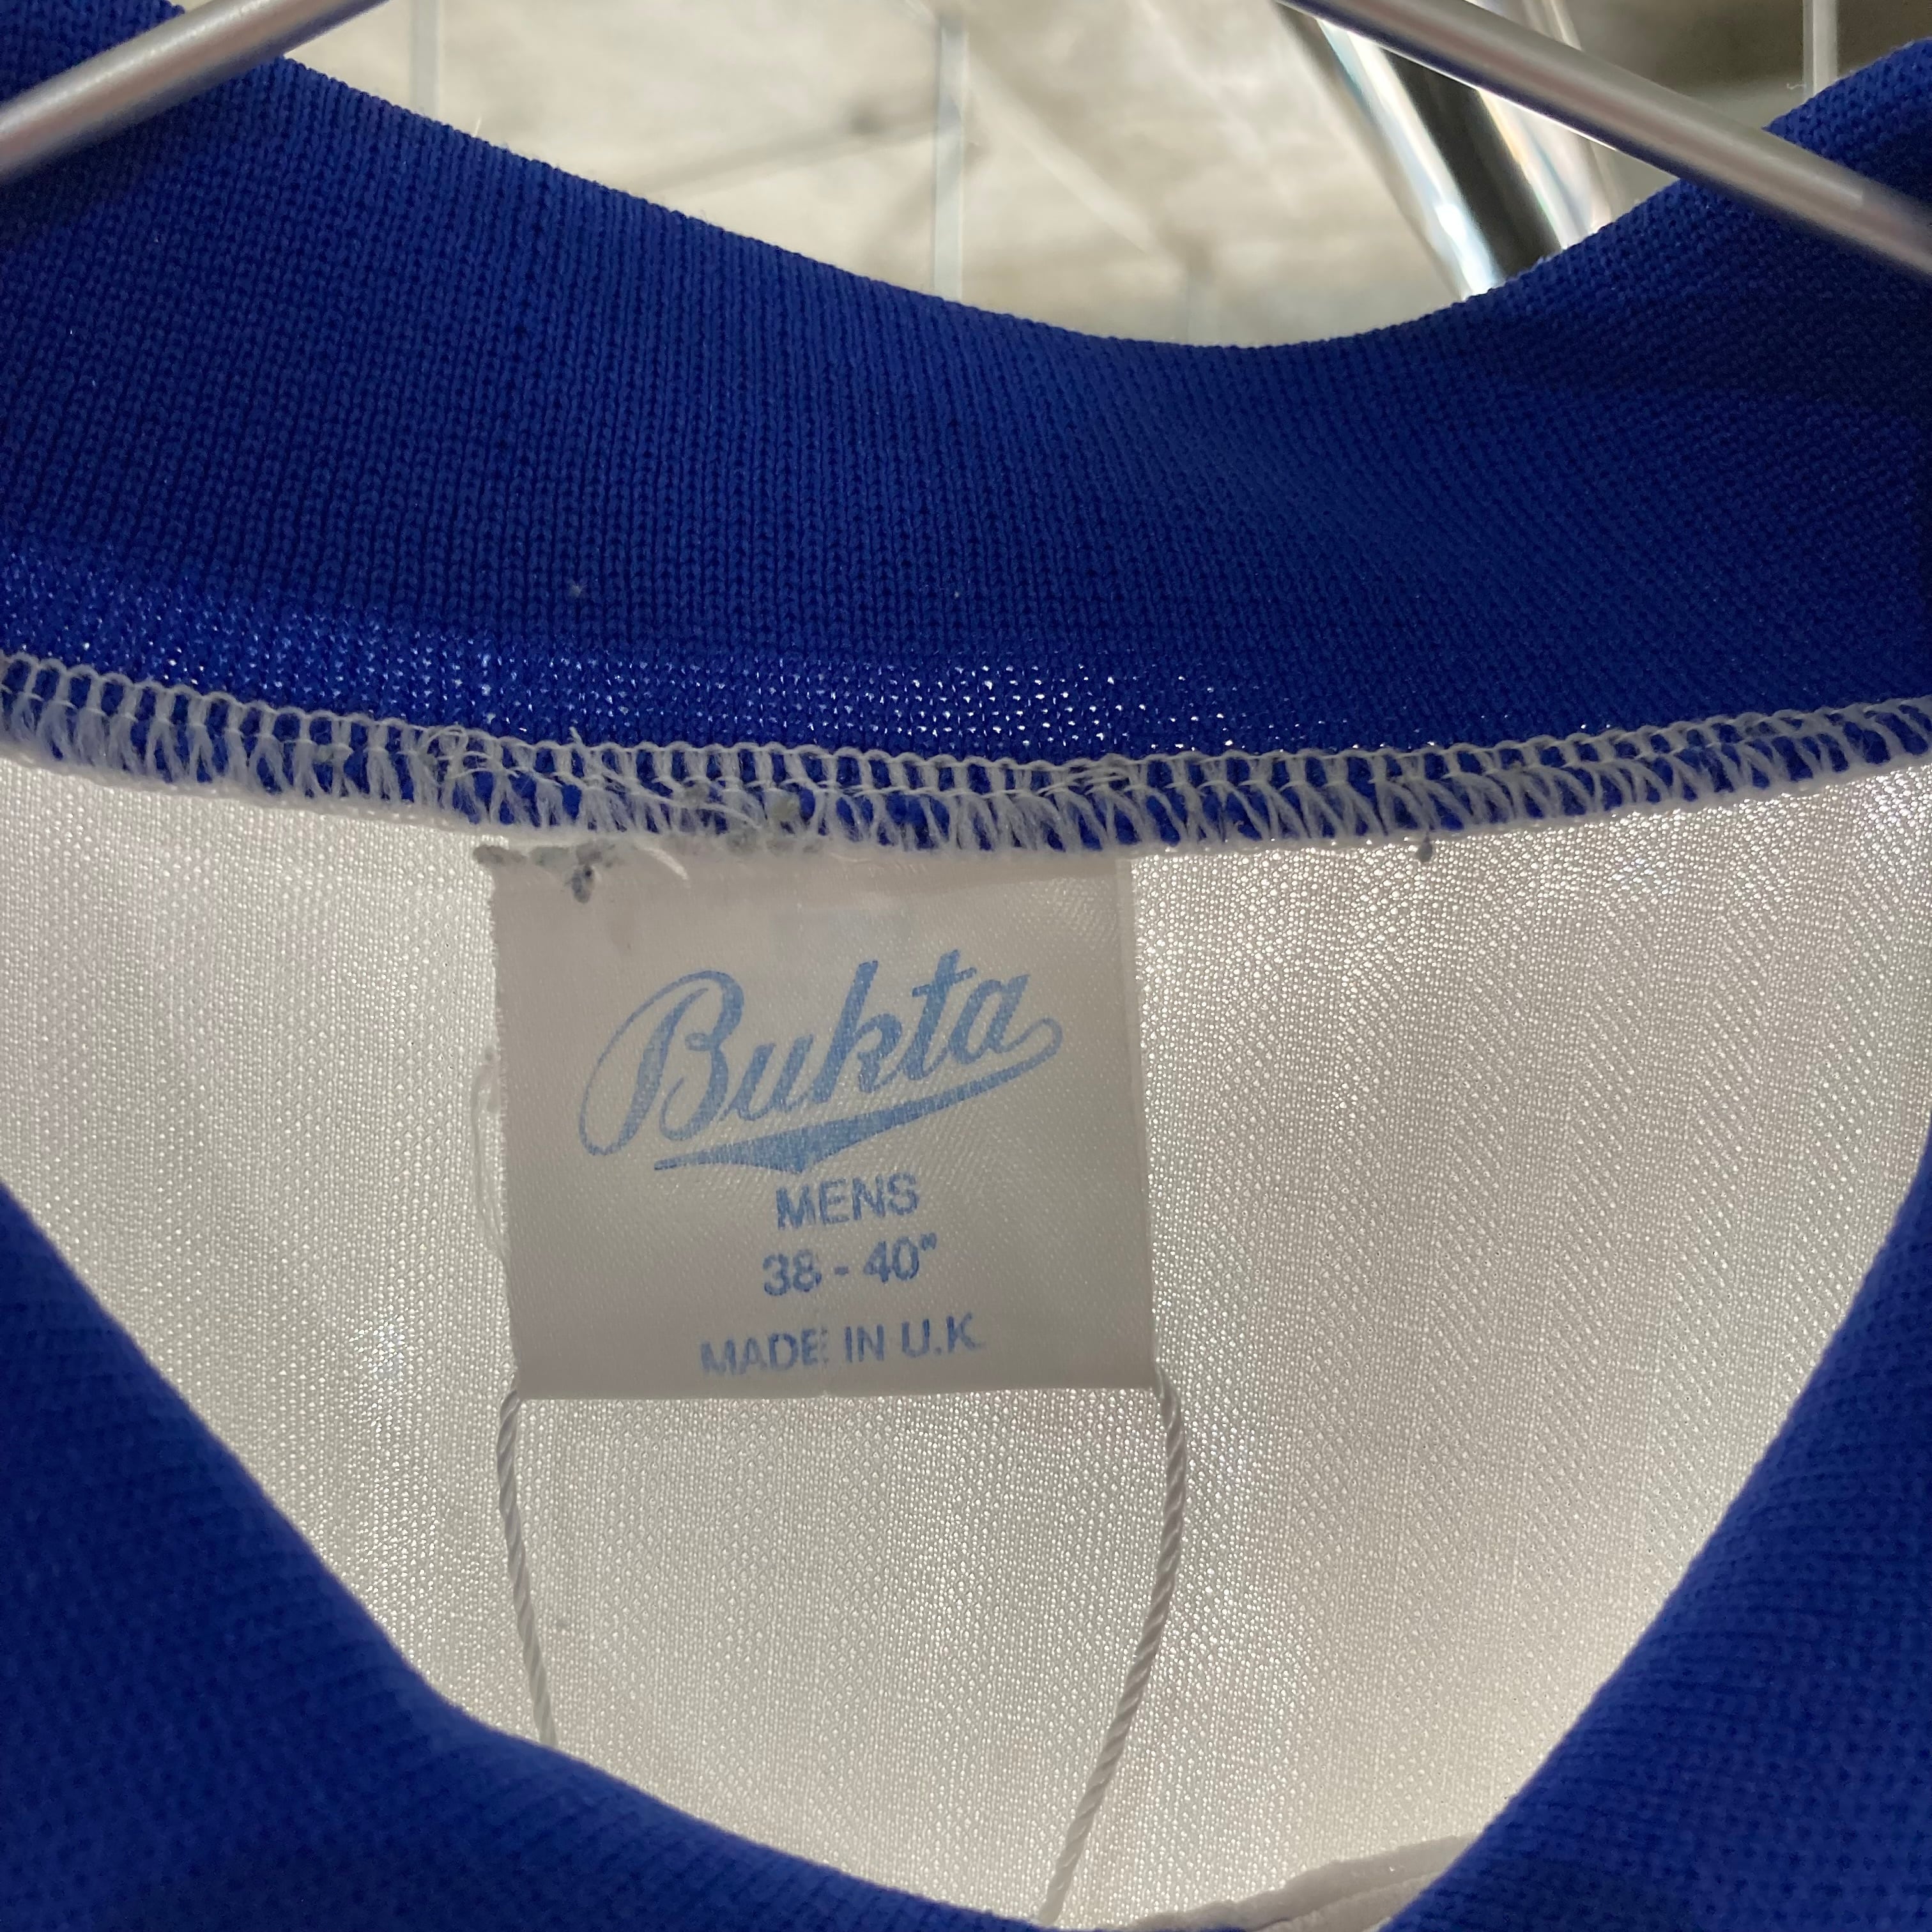 Bukta
MENS
38 - 40"
MADE IN U.K.